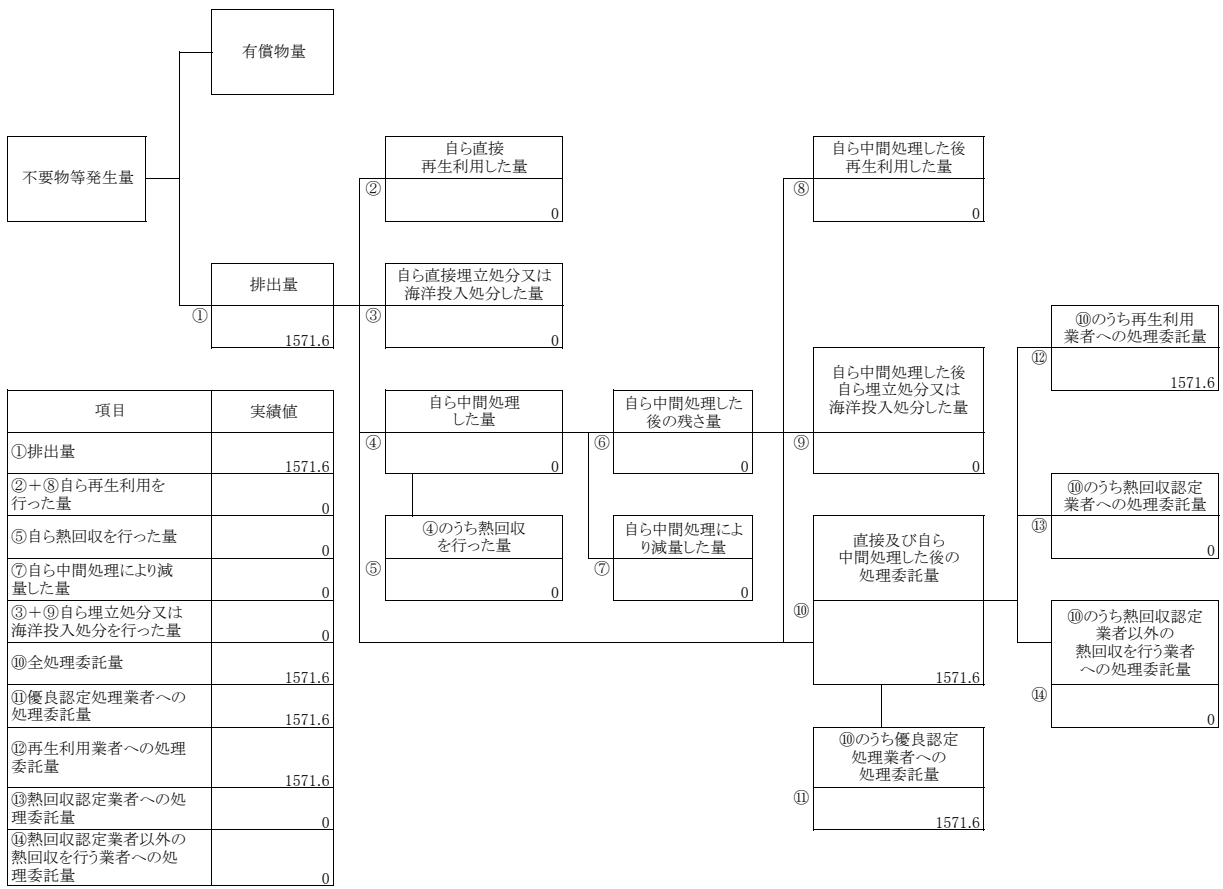 有償物量
不要物等発生量
自ら直接
再生利用した量
②
0
自ら中間処理した後
再生利用した量
⑧
0
排出量
①
1571.6
自ら直接埋立処分又は
海洋投入処分した量
③
0
⑩のうち再生利用
業者への処理委託量
⑫
1571.6
自ら中間処理
した量
④
0
自ら中間処理した
後の残さ量
⑥
0
自ら中間処理した後
自ら埋立処分又は
海洋投入処分した量
⑨
0
⑩のうち熱回収認定
業者への処理委託量
⑬
0
④のうち熱回収
を行った量
⑤
0
自ら中間処理によ
り減量した量
⑦
0
直接及び自ら
中間処理した後の
処理委託量
⑩
1571.6
⑩のうち熱回収認定
業者以外の
熱回収を行う業者
への処理委託量
⑭
0
⑩のうち優良認定
処理業者への
処理委託量
⑪
1571.6
項目 実績値
①排出量 1571.6
②+⑧自ら再生利用を
行った量 0
⑤自ら熱回収を行った量 0
⑦自ら中間処理により減
量した量 0
③+⑨自ら埋立処分又は
海洋投入処分を行った量 0
⑩全処理委託量 1571.6
⑪優良認定処理業者への
処理委託量 1571.6
⑫再生利用業者への処理
委託量 1571.6
⑬熱回収認定業者への処
理委託量 0
⑭熱回収認定業者以外の
熱回収を行う業者への処
理委託量 0